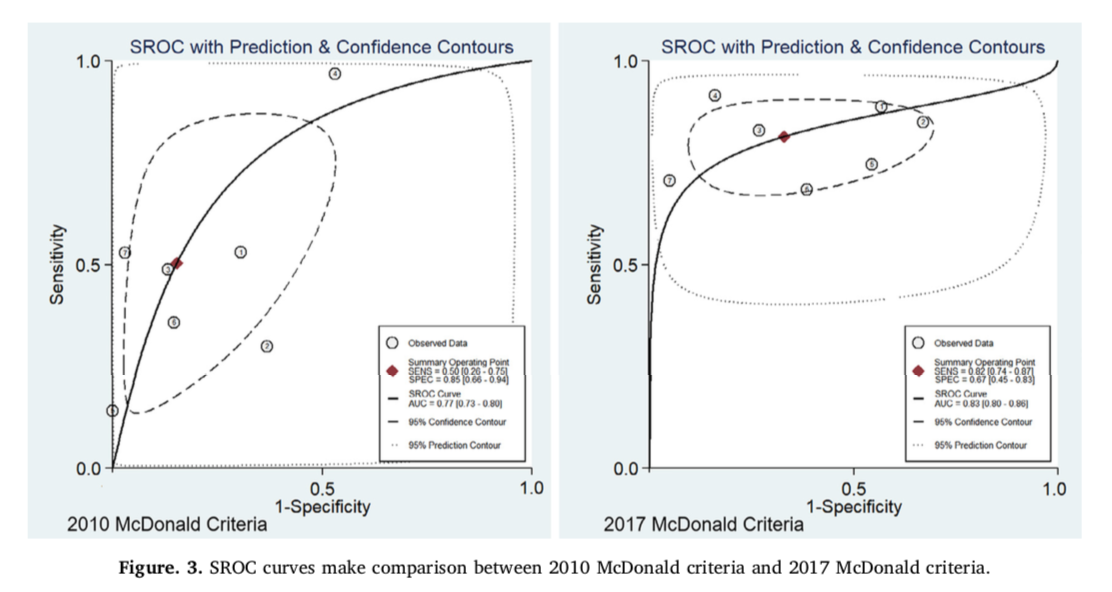 SROC with Prediction & Confidence Contours
1.0
Sensitivity
0.5
0.0
0.5
1.0
1-Specificity
Observed Data
Summary Operating Point
SENS = 0.50 [0.26 - 0.75]
SPEC = 0.85 [0.66 - 0.94]
SROC Curve
AUC = 0.77 [0.73 - 0.80]
95% Confidence Contour
95% Prediction Contour
2010 McDonald Criteria
SROC with Prediction & Confidence Contours
1.0
Sensitivity
0.5
0.0
0.5
1.0
1-Specificity
Observed Data
Summary Operating Point
SENS = 0.82 [0.74 - 0.87]
SPEC = 0.67 [0.45 - 0.83]
SROC Curve
AUC = 0.83 [0.80 - 0.86]
95% Confidence Contour
95% Prediction Contour
2017 McDonald Criteria
Figure. 3. SROC curves make comparison between 2010 McDonald criteria and 2017 McDonald criteria.